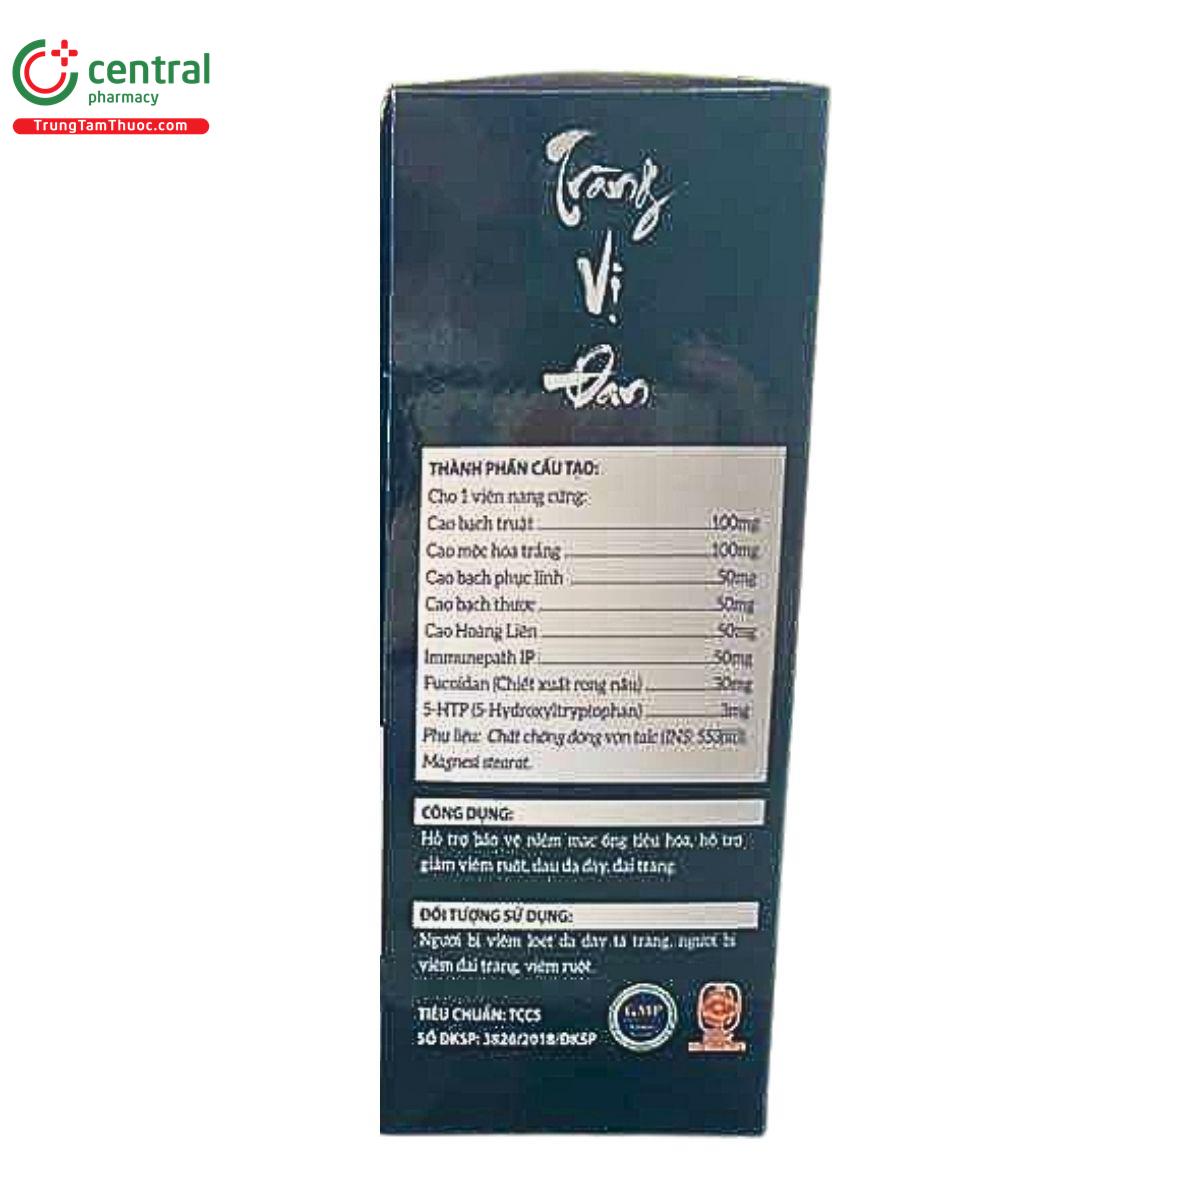 central
pharmacy
TrungTamThuoc.com
Tràng
Vị
Đan
THÀNH PHẦN CẤU TẠO:
Cho 1 viên nang cứng:
Cao bạch truật 100mg
Cao mộc hoa trắng 100mg
Cao bạch phục linh 50mg
Cao bạch thược 50mg
Cao Hoàng Liên 50mg
Immunepath IP 50mg
Fucoidan (Chiết xuất rong nâu) 30mg
5-HTP (5-Hydroxyltryptophan) 3mg
Phụ liệu: Chất chống đông vón talc (INS: 553iii),
Magnesi stearat.
CÔNG DỤNG:
Hỗ trợ bảo vệ niêm mạc ống tiêu hóa, hỗ trợ
giảm viêm ruột, đau dạ dày, đại tràng
ĐỐI TƯỢNG SỬ DỤNG:
Người bị viêm loét dạ dày tá tràng, người bị
viêm đại tràng, viêm ruột.
TIÊU CHUẨN: TCCS
SỐ ĐKSP: 3826/2018/ĐKSP
GMP